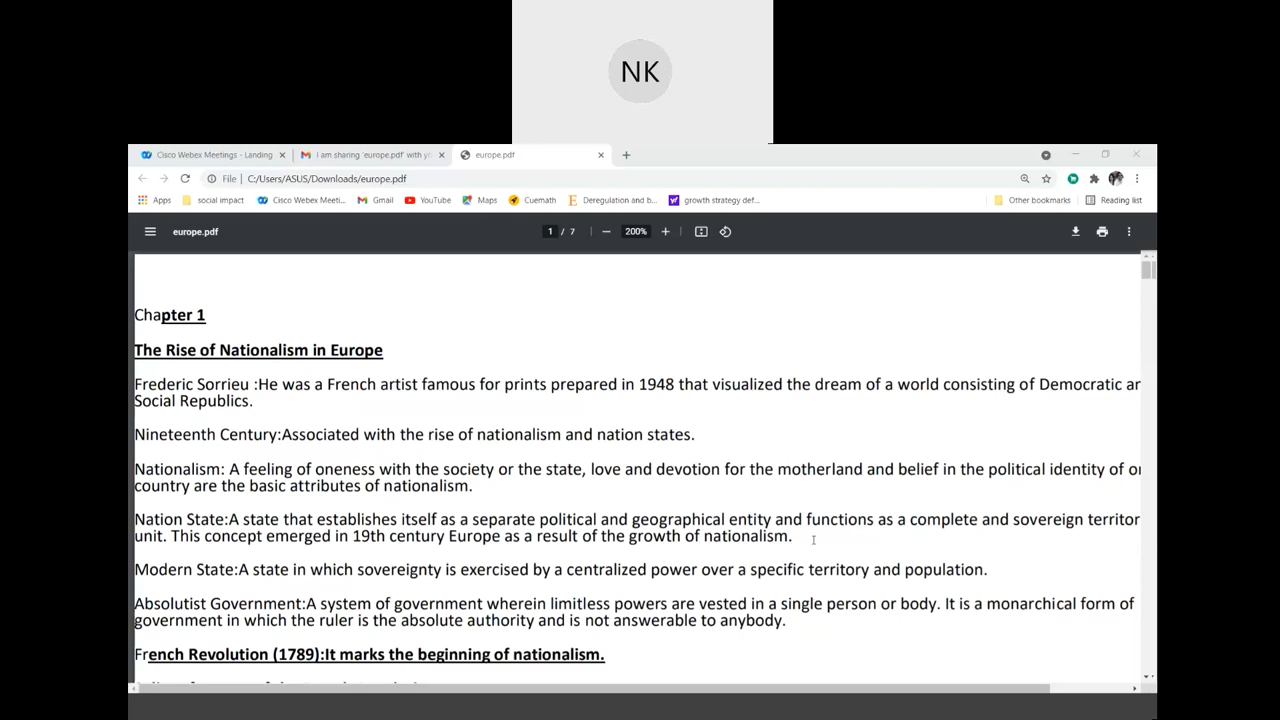 NK
Cisco Webex Meetings - Landing
I am sharing 'europe.pdf' with y
europe.pdf
File | C:/Users/ASUS/Downloads/europe.pdf
Apps social impact Cisco Webex Meeti... Gmail YouTube Maps Cuemath Deregulation and b... growth strategy def... Other bookmarks Reading list
europe.pdf 1 / 7 200%
Chapter 1
The Rise of Nationalism in Europe
Frederic Sorrieu :He was a French artist famous for prints prepared in 1948 that visualized the dream of a world consisting of Democratic
Social Republics.
Nineteenth Century:Associated with the rise of nationalism and nation states.
Nationalism: A feeling of oneness with the society or the state, love and devotion for the motherland and belief in the political identity of
country are the basic attributes of nationalism.
Nation State:A state that establishes itself as a separate political and geographical entity and functions as a complete and sovereign territor
unit. This concept emerged in 19th century Europe as a result of the growth of nationalism.
Modern State:A state in which sovereignty is exercised by a centralized power over a specific territory and population.
Absolutist Government:A system of government wherein limitless powers are vested in a single person or body. It is a monarchical form of
government in which the ruler is the absolute authority and is not answerable to anybody.
French Revolution (1789):It marks the beginning of nationalism.